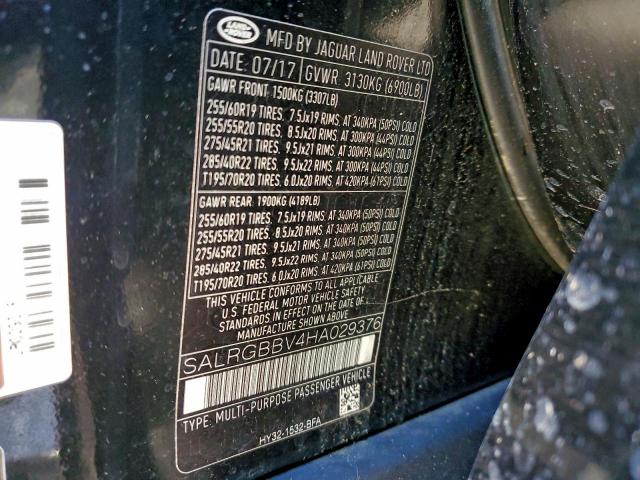 LAND
ROVER
MFD BY JAGUAR LAND ROVER LTD
DATE: 07/17 GVWR: 3130KG (6900LB)
GAWR FRONT: 1500KG (3307LB)
255/60R19 TIRES, 7.5Jx19 RIMS, AT 340KPA (50PSI) COLD
255/55R20 TIRES, 8.5Jx20 RIMS, AT 300KPA (44PSI) COLD
275/45R21 TIRES, 9.5Jx21 RIMS, AT 300KPA (44PSI) COLD
285/40R22 TIRES, 9.5Jx22 RIMS, AT 300KPA (44PSI) COLD
T195/70R20 TIRES, 6.0Jx20 RIMS, AT 420KPA (61PSI) COLD
GAWR REAR: 1900KG (4189LB)
255/60R19 TIRES, 7.5Jx19 RIMS, AT 340KPA (50PSI) COLD
255/55R20 TIRES, 8.5Jx20 RIMS, AT 340KPA (50PSI) COLD
275/45R21 TIRES, 9.5Jx21 RIMS, AT 340KPA (50PSI) COLD
285/40R22 TIRES, 9.5Jx22 RIMS, AT 340KPA (50PSI) COLD
T195/70R20 TIRES, 6.0Jx20 RIMS, AT 420KPA (61PSI) COLD
THIS VEHICLE CONFORMS TO ALL APPLICABLE
U.S. FEDERAL MOTOR VEHICLE SAFETY STANDARDS
IN EFFECT ON THE DATE OF
MANUFACTURE SHOWN ABOVE
SALRGBBV4HA029376
TYPE: MULTI-PURPOSE PASSENGER VEHICLE
HY32-1532-BFA